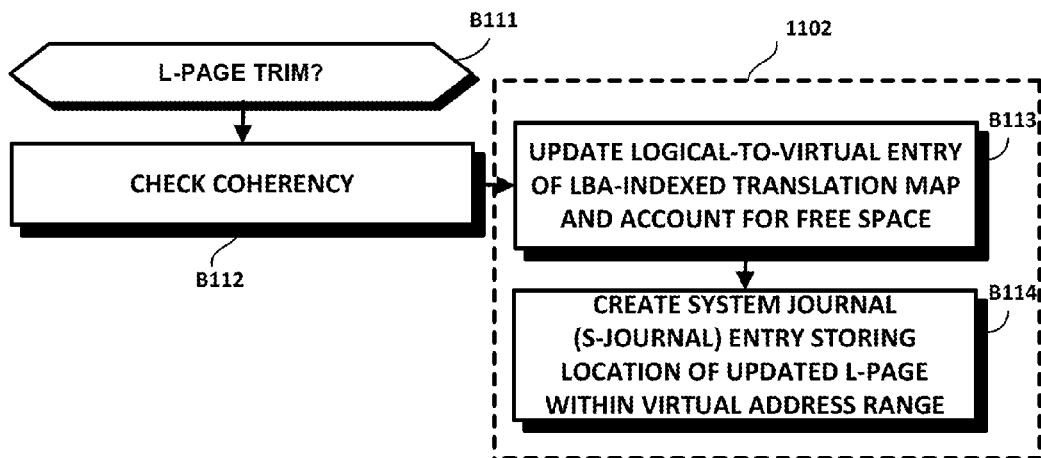 B111
L-PAGE TRIM?
1102
B113
CHECK COHERENCY
UPDATE LOGICAL-TO-VIRTUAL ENTRY
OF LBA-INDEXED TRANSLATION MAP
AND ACCOUNT FOR FREE SPACE
B112
B114
CREATE SYSTEM JOURNAL
(S-JOURNAL) ENTRY STORING
LOCATION OF UPDATED L-PAGE
WITHIN VIRTUAL ADDRESS RANGE